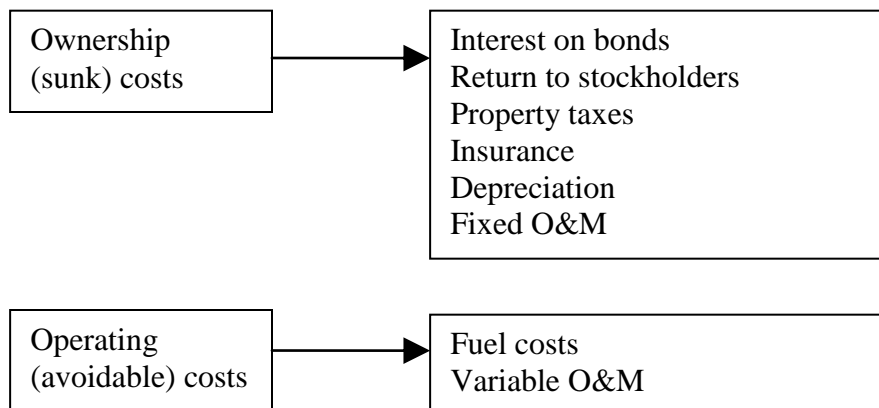 Ownership
(sunk) costs
Interest on bonds
Return to stockholders
Property taxes
Insurance
Depreciation
Fixed O&M
Operating
(avoidable) costs
Fuel costs
Variable O&M